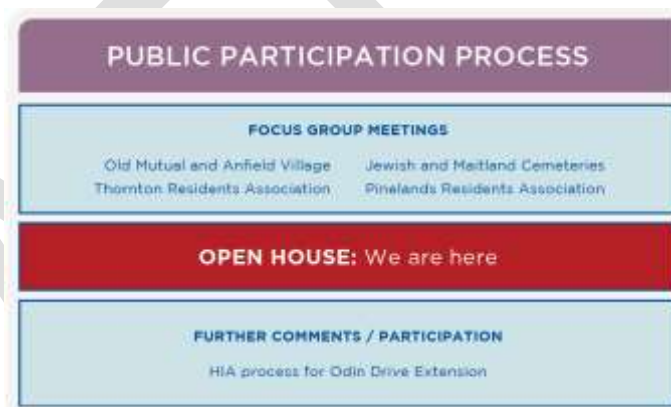 PUBLIC PARTICIPATION PROCESS
FOCUS GROUP MEETINGS
Old Mutual and Anfield Village
Jewish and Maitland Cemeteries
Thornton Residents Association
Pinelands Residents Association
OPEN HOUSE: We are here
FURTHER COMMENTS / PARTICIPATION
HIA process for Odin Drive Extension